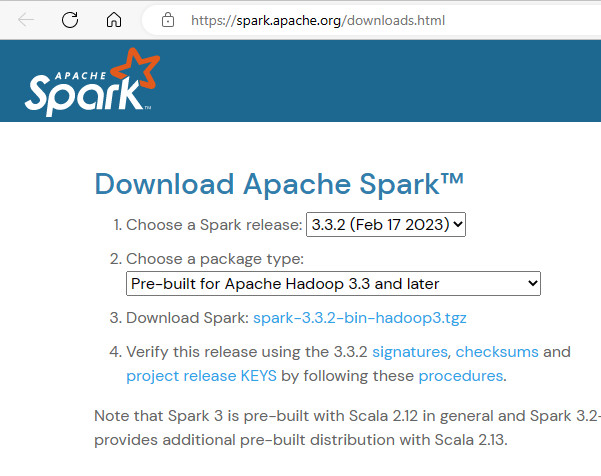 https://spark.apache.org/downloads.html
APACHE
Spark™
Download Apache Spark™
1. Choose a Spark release: 3.3.2 (Feb 17 2023)
2. Choose a package type:
Pre-built for Apache Hadoop 3.3 and later
3. Download Spark: spark-3.3.2-bin-hadoop3.tgz
4. Verify this release using the 3.3.2 signatures, checksums and
project release KEYS by following these procedures.
Note that Spark 3 is pre-built with Scala 2.12 in general and Spark 3.2-
provides additional pre-built distribution with Scala 2.13.